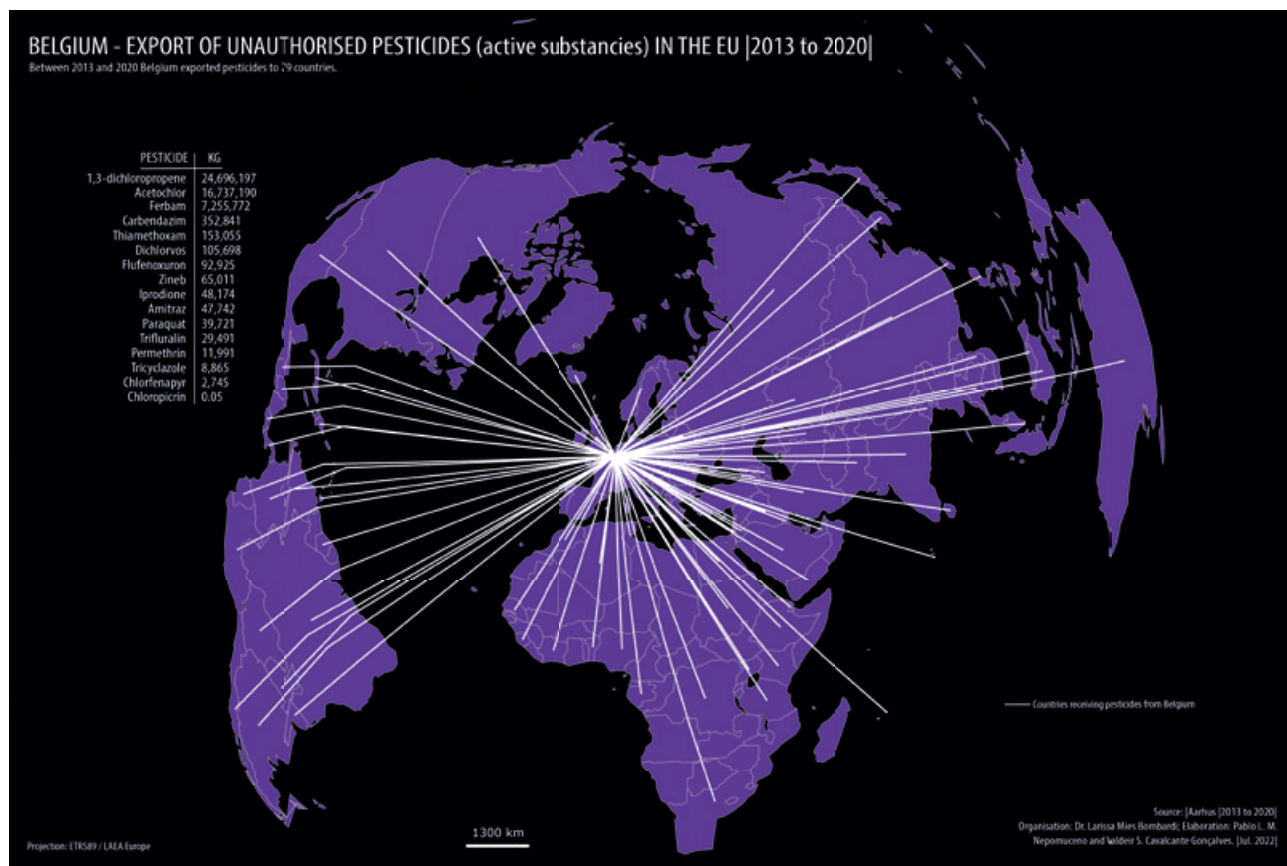 BELGIUM - EXPORT OF UNAUTHORISED PESTICIDES (active substancies) IN THE EU |2013 to 2020|
Between 2013 and 2020 Belgium exported pesticides to countries.
PESTICIDE | KG
1,3-dichloropropene 24,696,197
Acetochlor 16,737,190
Ferbam 7,255,772
Carbendazim 352,841
Thiamethoxam 153,055
Dichlorvos 105,698
Flufenoxuron 92,925
Zineb 65,011
Iprodione 48,174
Amitraz 47,742
Paraquat 39,721
Trifluralin 29,491
Permethrin 11,991
Tricyclazole 8,865
Chlorfenapyr 2,745
Chloropicrin 0.05
Countries receiving pesticides from Belgium
1300 km
Projection: ETRS89 / LAEA Europe
Source: |Aarhus |2013 to 2020|
Organisation: Dr. Larissa Mies Bombardi; Elaboration: Pablo L. M.
Nepomuceno and Valdeir S. Cavalcante Gonçalves. |Jul. 2022|